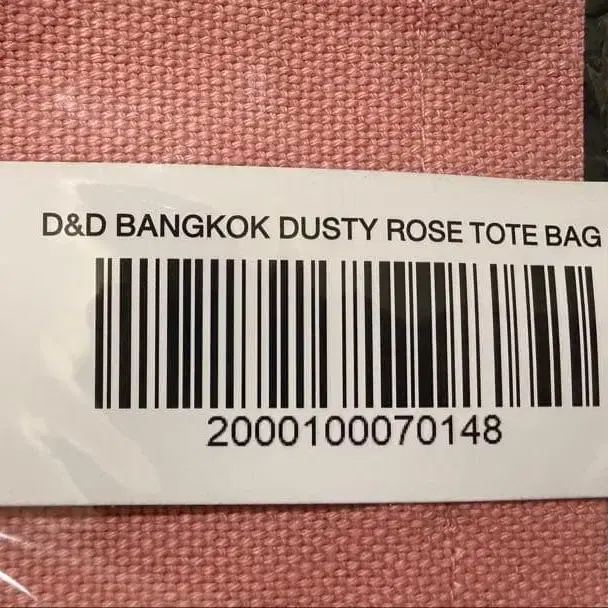 D&D BANGKOK DUSTY ROSE TOTE BAG
2000100070148